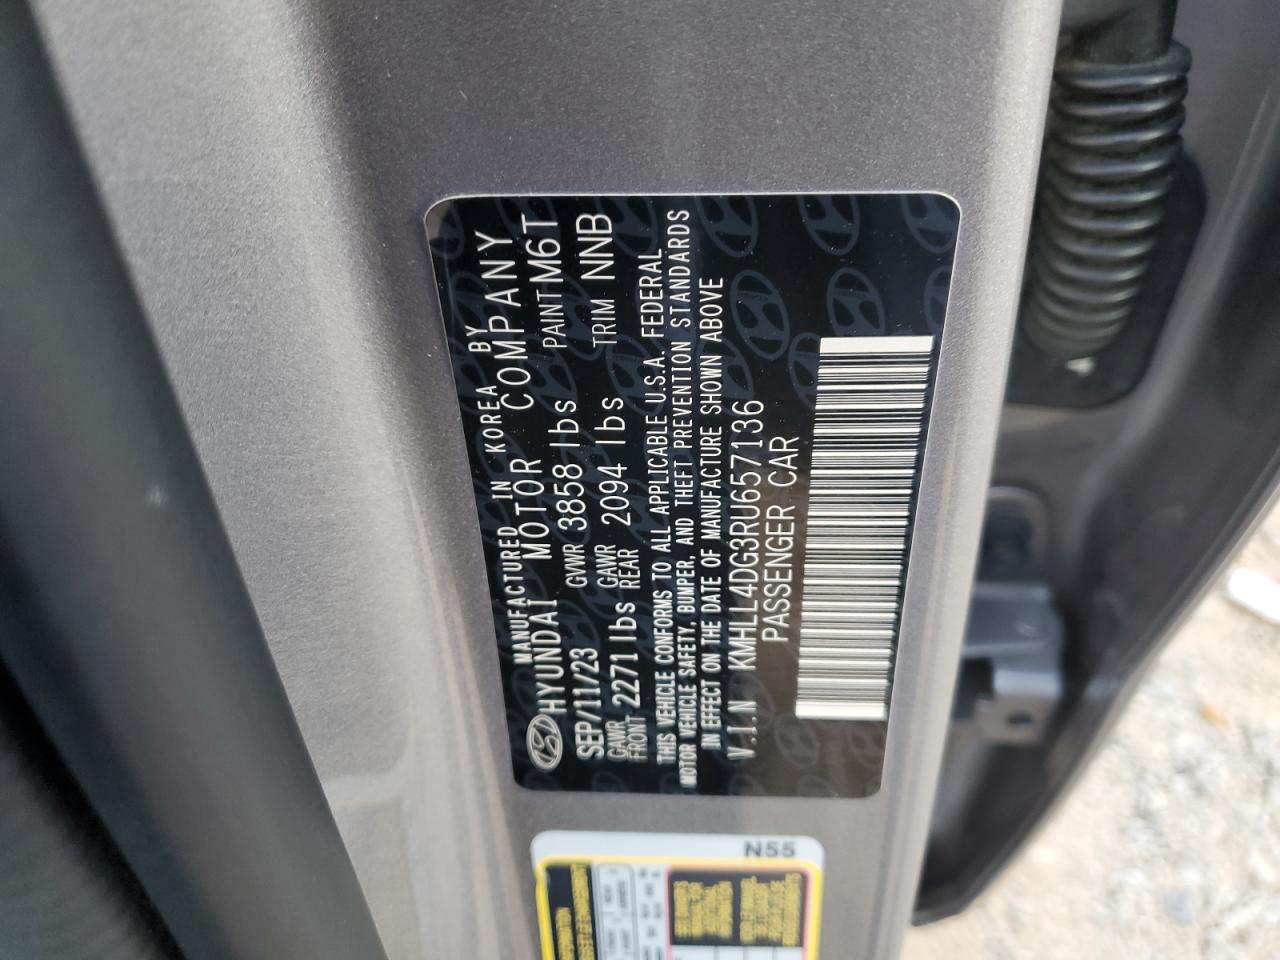 MANUFACTURED IN KOREA BY
HYUNDAI MOTOR COMPANY
SEP/11/23 GVWR 3858 lbs PAINT M6T
GAWR FRONT 2271 lbs GAWR REAR 2094 lbs TRIM NNB
THIS VEHICLE CONFORMS TO ALL APPLICABLE U.S.A. FEDERAL
MOTOR VEHICLE SAFETY, BUMPER, AND THEFT PREVENTION STANDARDS
IN EFFECT ON THE DATE OF MANUFACTURE SHOWN ABOVE
V.I.N KMHLL4DG3RU657136
PASSENGER CAR
N55